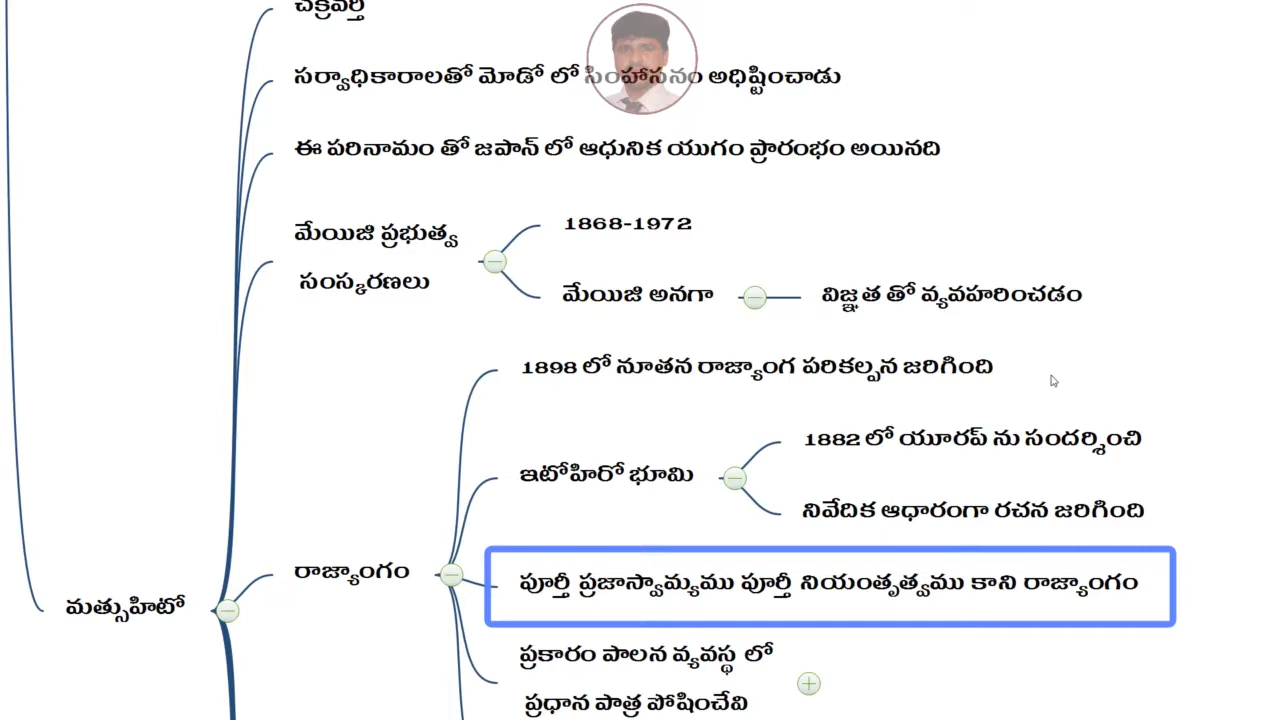 చక్రవర్తి
సర్వాధికారాలతో మోడో లో సింహాసనం అధిష్టించాడు
ఈ పరినామం తో జపాన్ లో ఆధునిక యుగం ప్రారంభం అయినది
మేయిజి ప్రభుత్వ
సంస్కరణలు
1868-1972
మేయిజి అనగా
విజ్ఞత తో వ్యవహరించడం
1898 లో నూతన రాజ్యాంగ పరికల్పన జరిగింది
ఇటోహిరో భూమి
1882 లో యూరప్ ను సందర్శించి
నివేదిక ఆధారంగా రచన జరిగింది
రాజ్యాంగం
పూర్తీ ప్రజాస్వామ్యము పూర్తీ నియంతృత్వము కాని రాజ్యాంగం
మత్సుహిటో
ప్రకారం పాలన వ్యవస్థ లో
ప్రధాన పాత్ర పోషించేవి